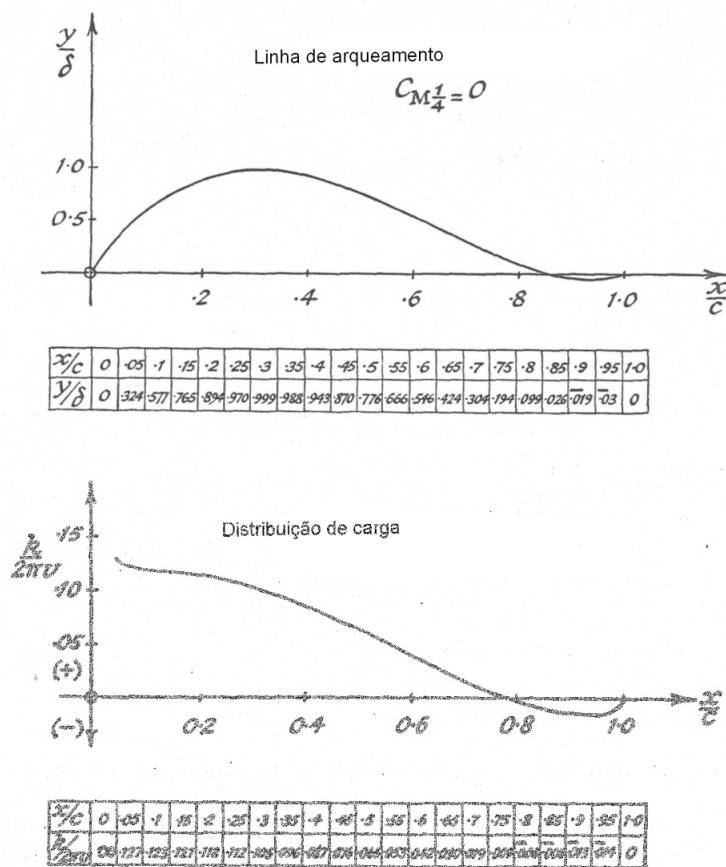 y/δ
Linha de arqueamento
C_M¼ = 0
1·0
0·5
·2 ·4 ·6 ·8 1·0 x/c
x/c 0 ·05 ·1 ·15 ·2 ·25 ·3 ·35 ·4 ·45 ·5 ·55 ·6 ·65 ·7 ·75 ·8 ·85 ·9 ·95 1·0
y/δ 0 ·324 ·577 ·765 ·894 ·970 ·999 ·988 ·943 ·870 ·776 ·666 ·546 ·424 ·304 ·194 ·099 ·026 -·019 -·03 0
·15
Distribuição de carga
k/2πU
·10
·05
(+)
(−)
0·2 0·4 0·6 0·8 1·0 x/c
x/c 0 ·05 ·1 ·15 ·2 ·25 ·3 ·35 ·4 ·45 ·5 ·55 ·6 ·65 ·7 ·75 ·8 ·85 ·9 ·95 1·0
k/2πU ·127 ·123 ·121 ·112 0